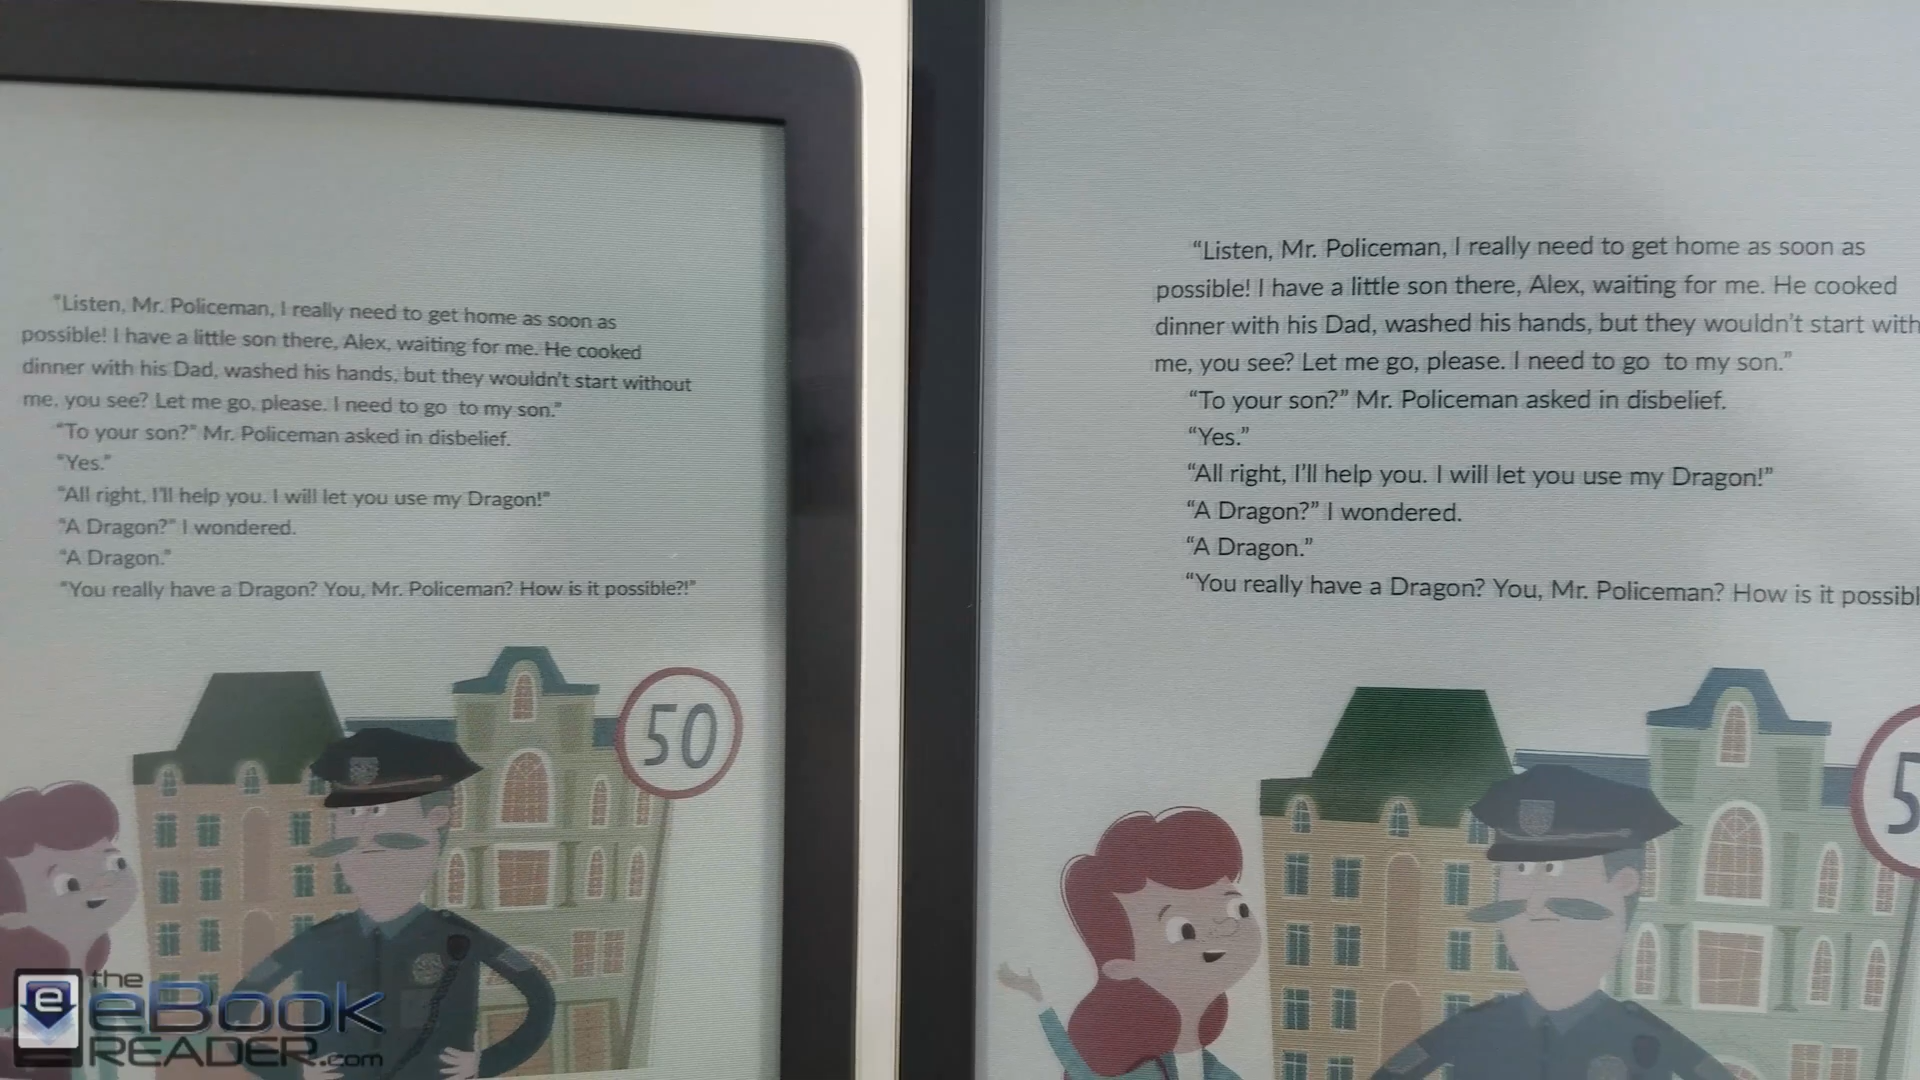 “Listen, Mr. Policeman, I really need to get home as soon as
possible! I have a little son there, Alex, waiting for me. He cooked
dinner with his Dad, washed his hands, but they wouldn’t start without
me, you see? Let me go, please. I need to go  to my son.”
“To your son?” Mr. Policeman asked in disbelief.
“Yes.”
“All right, I’ll help you. I will let you use my Dragon!”
“A Dragon?” I wondered.
“A Dragon.”
“You really have a Dragon? You, Mr. Policeman? How is it possible?!”
50
“Listen, Mr. Policeman, I really need to get home as soon as
possible! I have a little son there, Alex, waiting for me. He cooked
dinner with his Dad, washed his hands, but they wouldn’t start with
me, you see? Let me go, please. I need to go  to my son.”
“To your son?” Mr. Policeman asked in disbelief.
“Yes.”
“All right, I’ll help you. I will let you use my Dragon!”
“A Dragon?” I wondered.
“A Dragon.”
“You really have a Dragon? You, Mr. Policeman? How is it possibl
5
e
the
eBook
READER.com